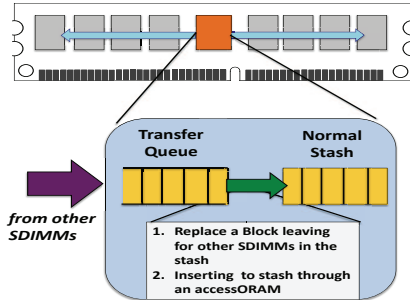 Transfer
Queue
Normal
Stash
from other
SDIMMs
1. Replace a Block leaving
for other SDIMMs in the
stash
2. Inserting to stash through
an accessORAM